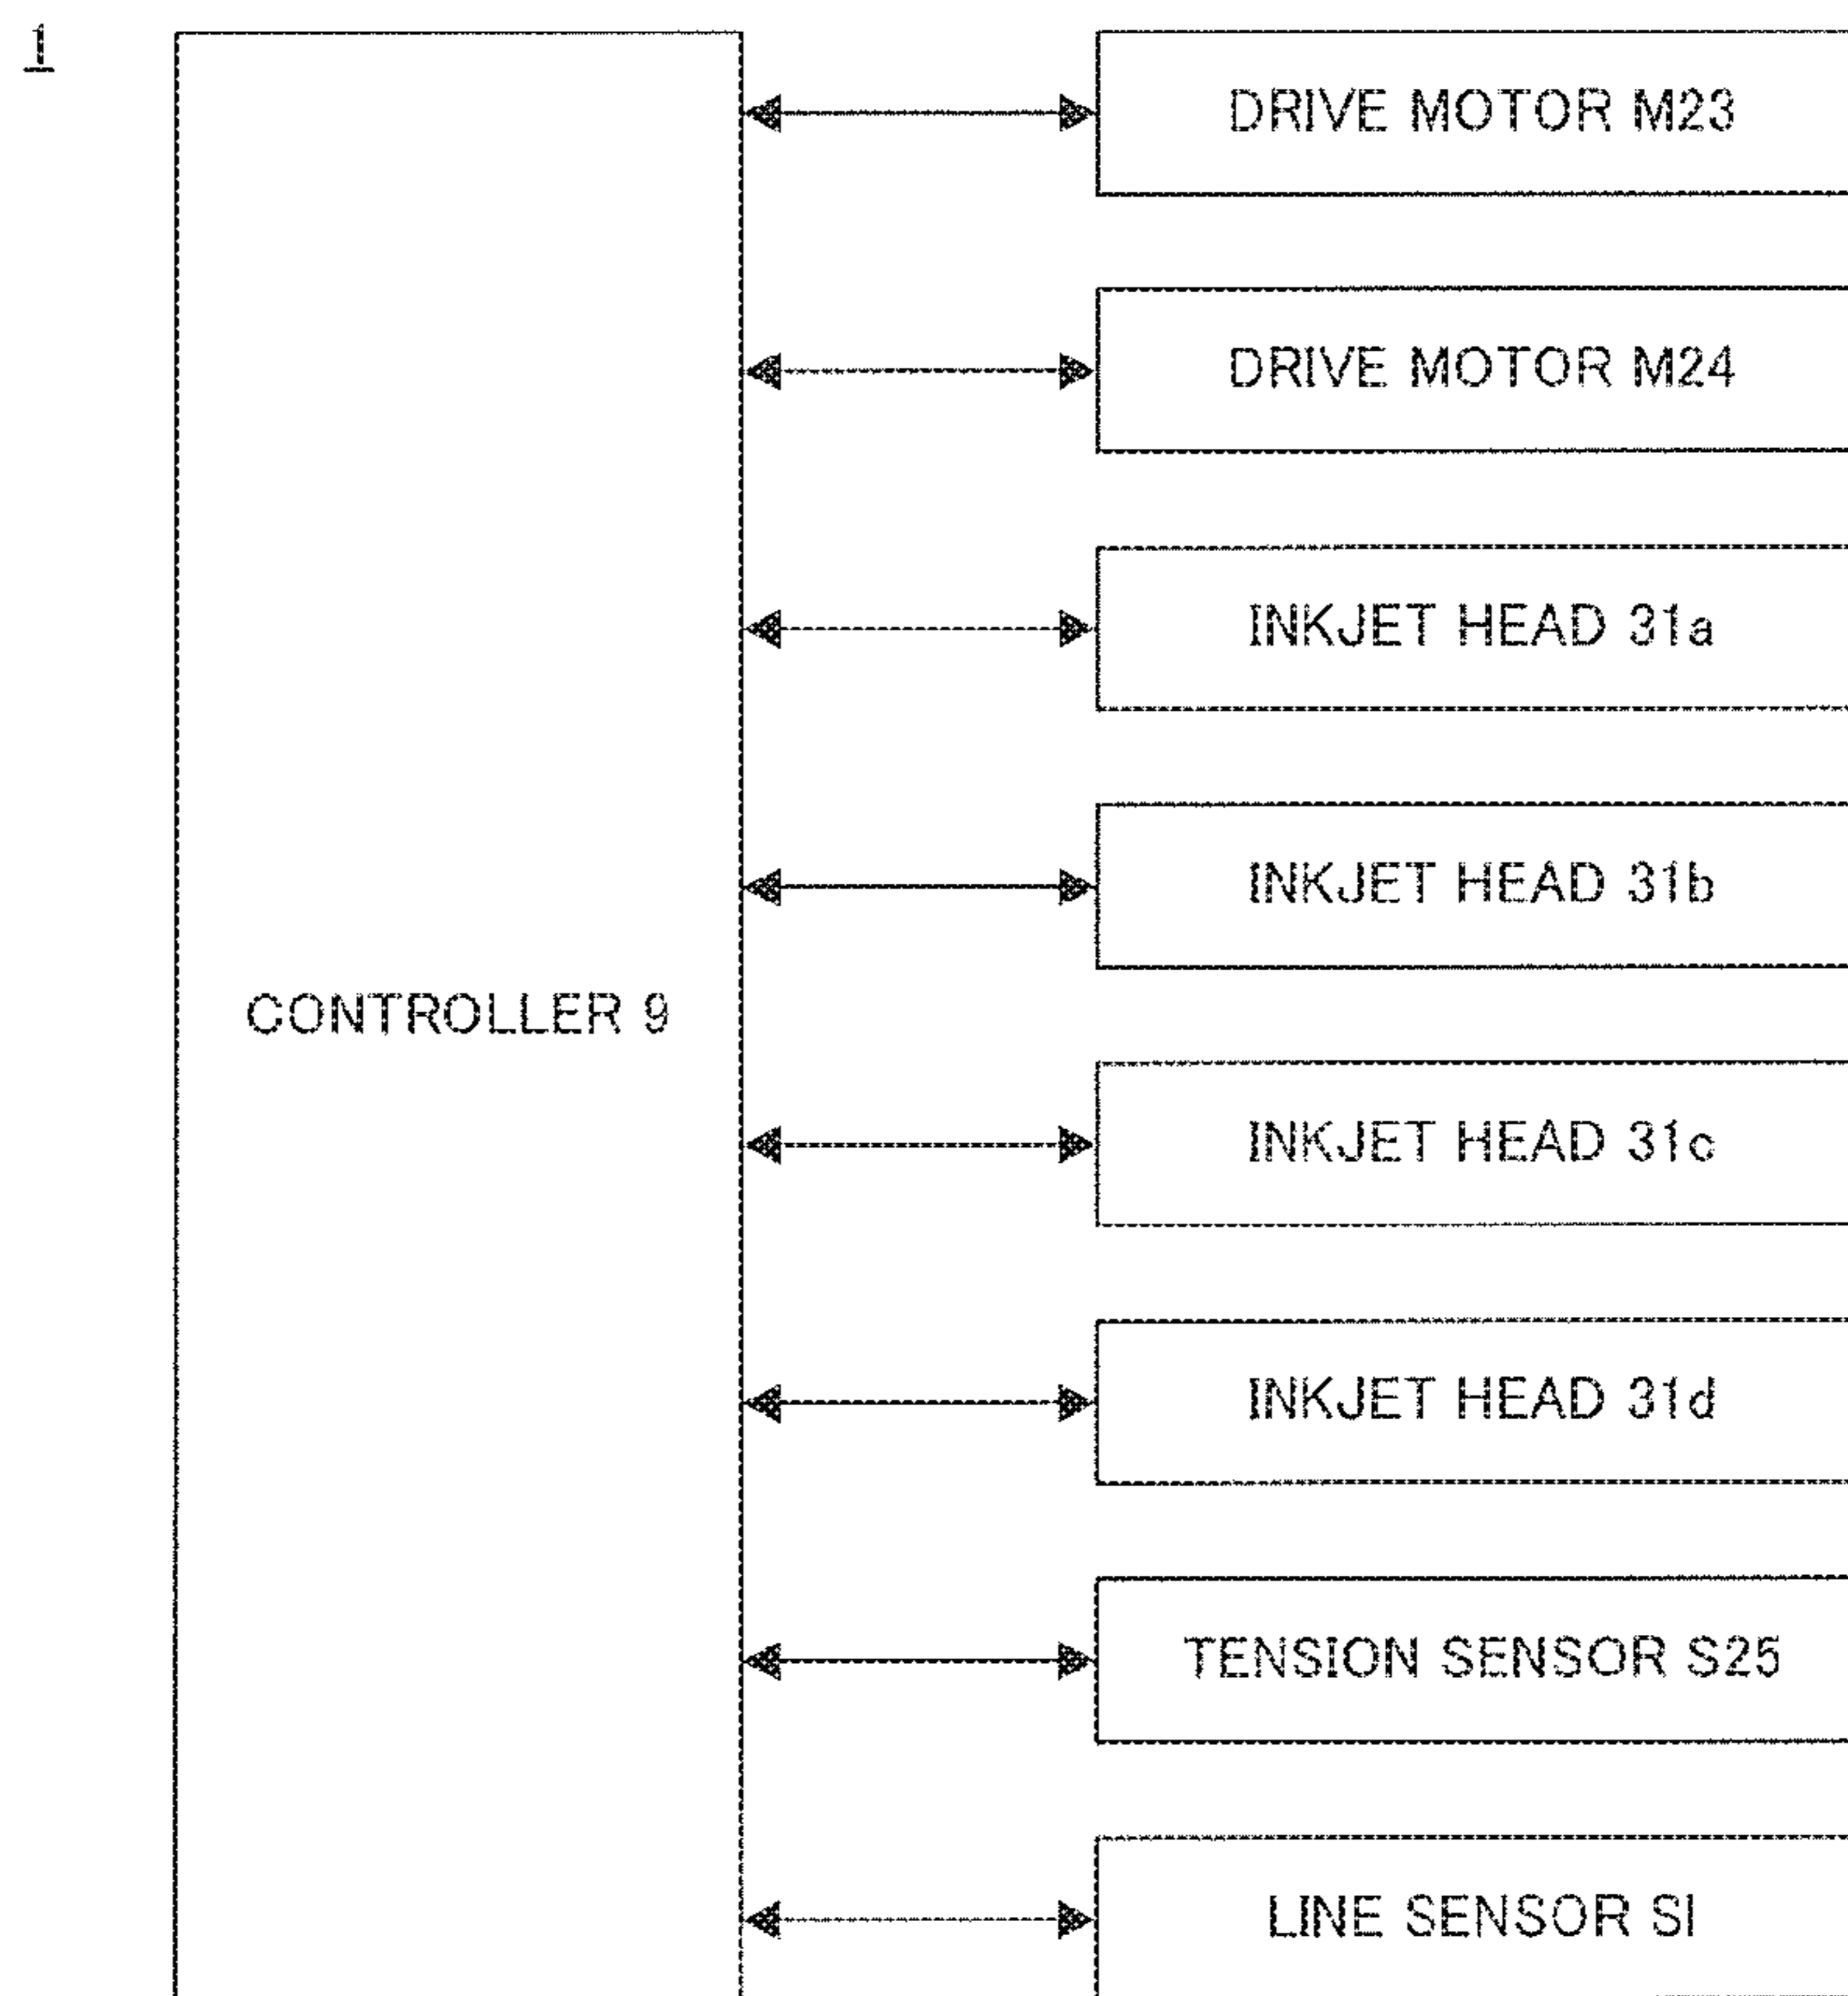 1
DRIVE MOTOR M23
DRIVE MOTOR M24
INKJET HEAD 31a
INKJET HEAD 31b
CONTROLLER 9
INKJET HEAD 31c
INKJET HEAD 31d
TENSION SENSOR S25
LINE SENSOR SI